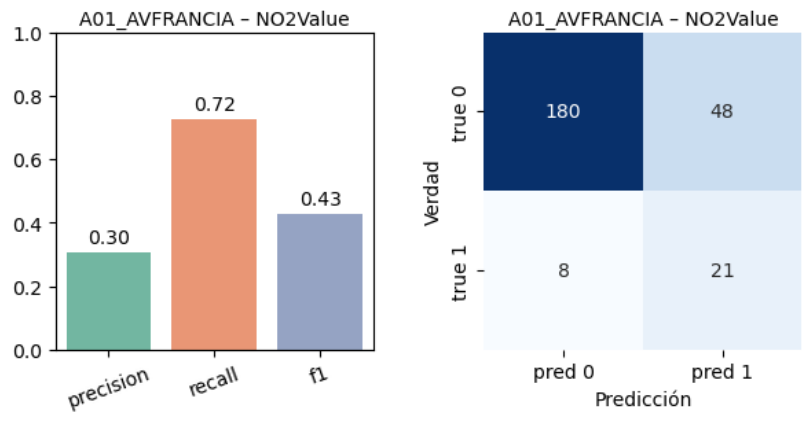 A01_AVFRANCIA – NO2Value
1.0
0.8
0.6
0.4
0.2
0.0
0.30
0.72
0.43
precision
recall
f1
A01_AVFRANCIA – NO2Value
Verdad
true 0
true 1
180
48
8
21
pred 0
pred 1
Predicción